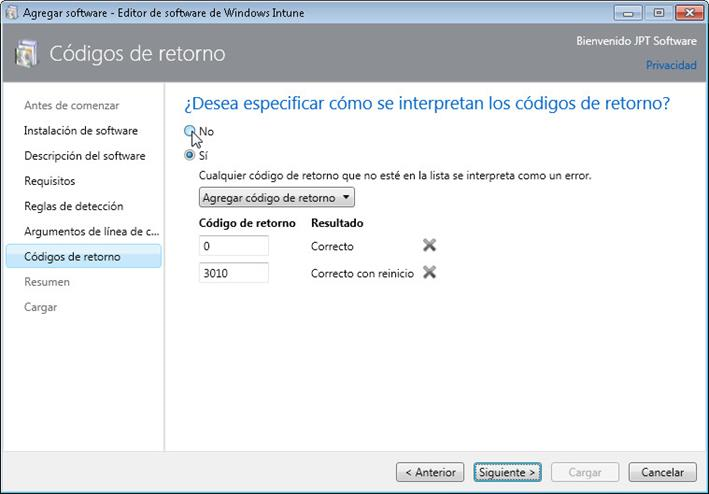 Agregar software - Editor de software de Windows Intune
Códigos de retorno
Bienvenido JPT Software
Privacidad
Antes de comenzar
Instalación de software
Descripción del software
Requisitos
Reglas de detección
Argumentos de línea de c...
Códigos de retorno
Resumen
Cargar
¿Desea especificar cómo se interpretan los códigos de retorno?
No
Sí
Cualquier código de retorno que no esté en la lista se interpreta como un error.
Agregar código de retorno
Código de retorno Resultado
0 Correcto
3010 Correcto con reinicio
< Anterior Siguiente > Cargar Cancelar